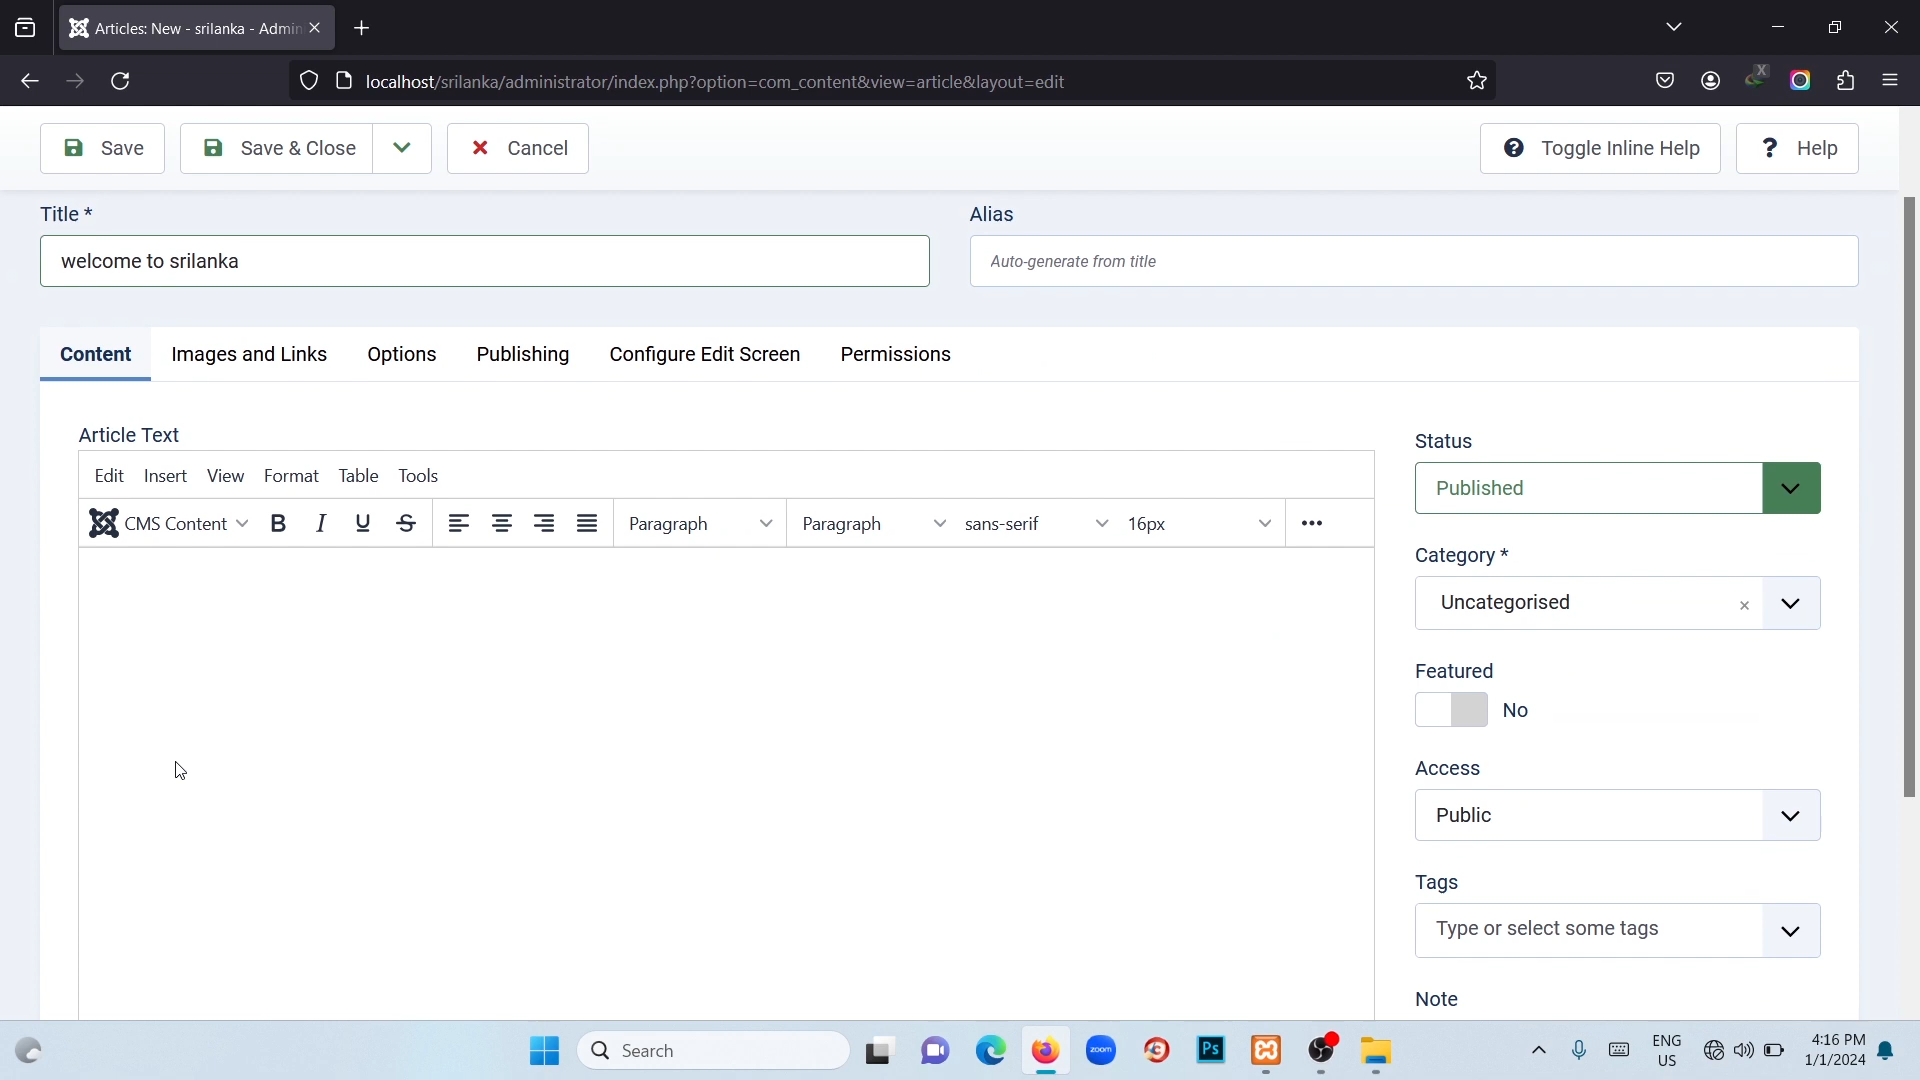 Articles: New - srilanka - Admin
localhost/srilanka/administrator/index.php?option=com_content&view=article&layout=edit
Save
Save & Close
Cancel
Toggle Inline Help
Help
Title *
Alias
welcome to srilanka
Auto-generate from title
Content
Images and Links
Options
Publishing
Configure Edit Screen
Permissions
Article Text
Edit
Insert
View
Format
Table
Tools
CMS Content
B
I
U
S
Paragraph
Paragraph
sans-serif
16px
Status
Published
Category *
Uncategorised
Featured
No
Access
Public
Tags
Type or select some tags
Note
Search
zoom
Ps
ENG
US
4:16 PM
1/1/2024